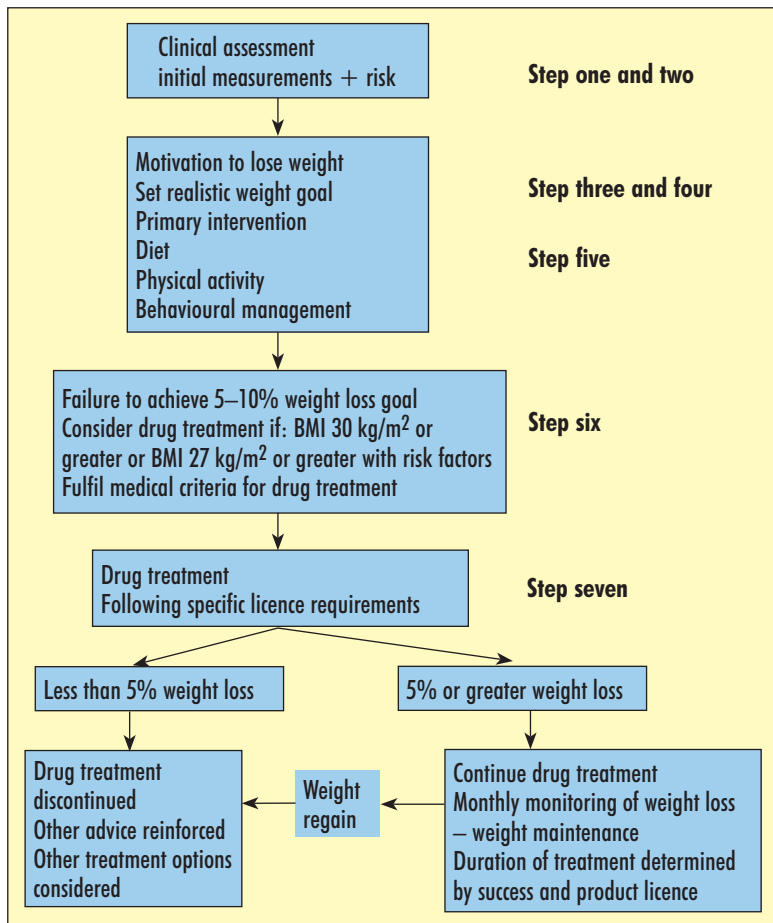 Clinical assessment
initial measurements + risk
Step one and two
Motivation to lose weight
Set realistic weight goal
Primary intervention
Diet
Physical activity
Behavioural management
Step three and four
Step five
Failure to achieve 5–10% weight loss goal
Consider drug treatment if: BMI 30 kg/m² or
greater or BMI 27 kg/m² or greater with risk factors
Fulfil medical criteria for drug treatment
Step six
Drug treatment
Following specific licence requirements
Step seven
Less than 5% weight loss
5% or greater weight loss
Drug treatment
discontinued
Other advice reinforced
Other treatment options
considered
Weight
regain
Continue drug treatment
Monthly monitoring of weight loss
– weight maintenance
Duration of treatment determined
by success and product licence